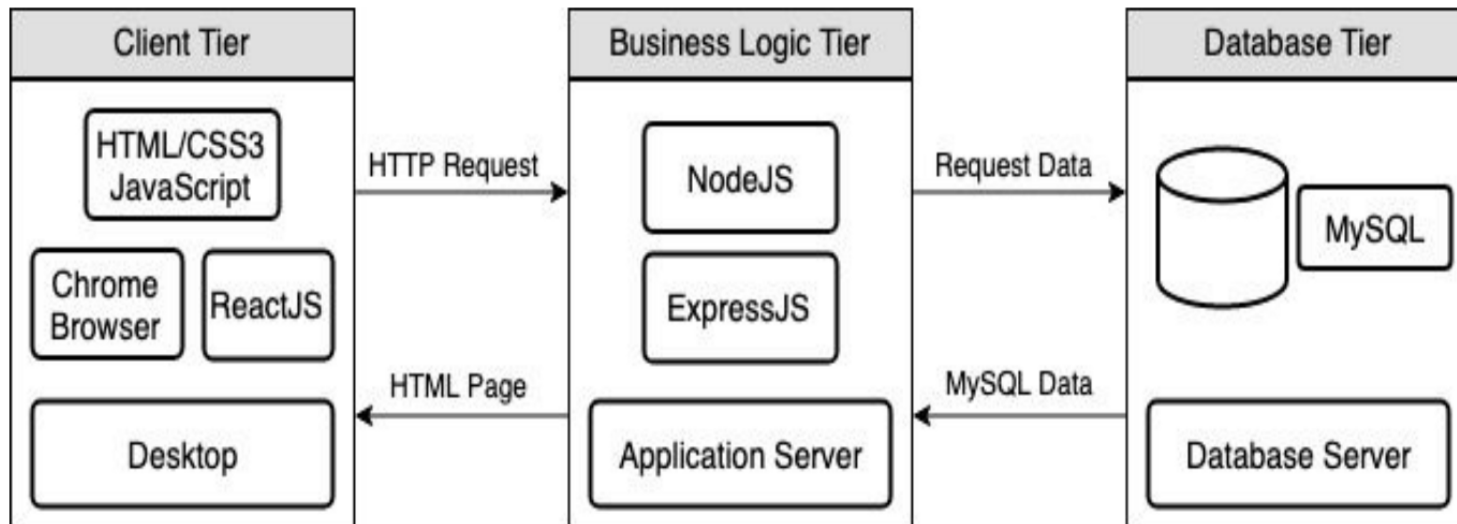 Client Tier
HTML/CSS3
JavaScript
Chrome
Browser
ReactJS
Desktop
HTTP Request
HTML Page
Business Logic Tier
NodeJS
ExpressJS
Application Server
Request Data
MySQL Data
Database Tier
MySQL
Database Server